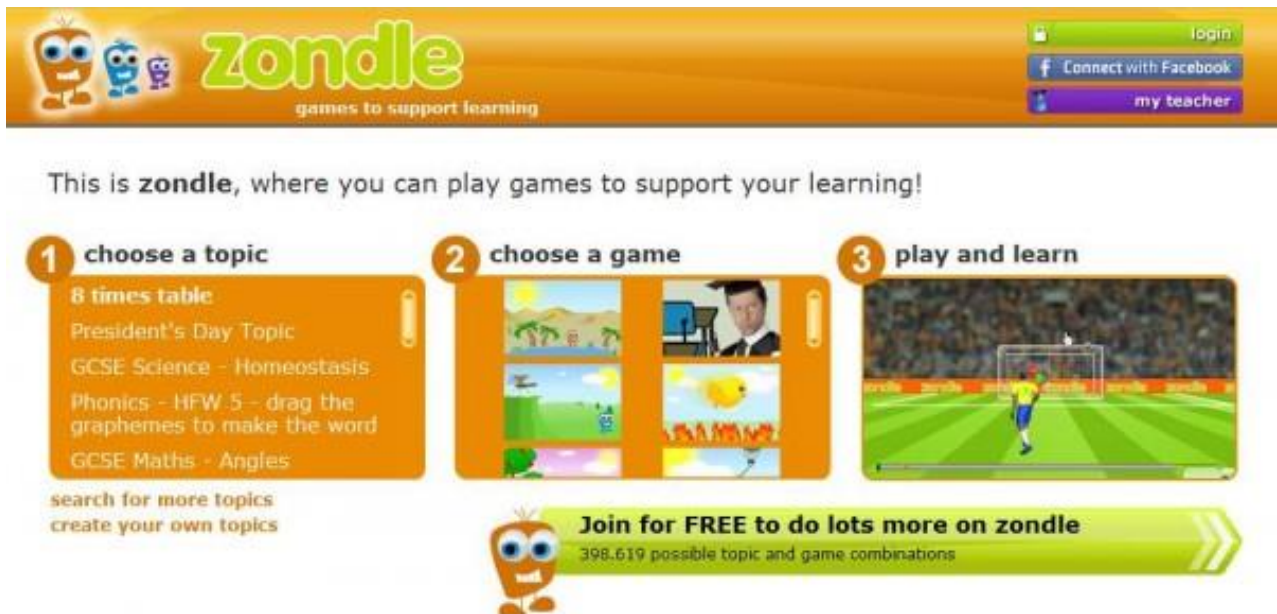 zondle
games to support learning
login
f Connect with Facebook
my teacher
This is zondle, where you can play games to support your learning!
1 choose a topic
8 times table
President's Day Topic
GCSE Science - Homeostasis
Phonics - HFW 5 - drag the
graphemes to make the word
GCSE Maths - Angles
search for more topics
create your own topics
2 choose a game
3 play and learn
zondle
Join for FREE to do lots more on zondle
398.619 possible topic and game combinations